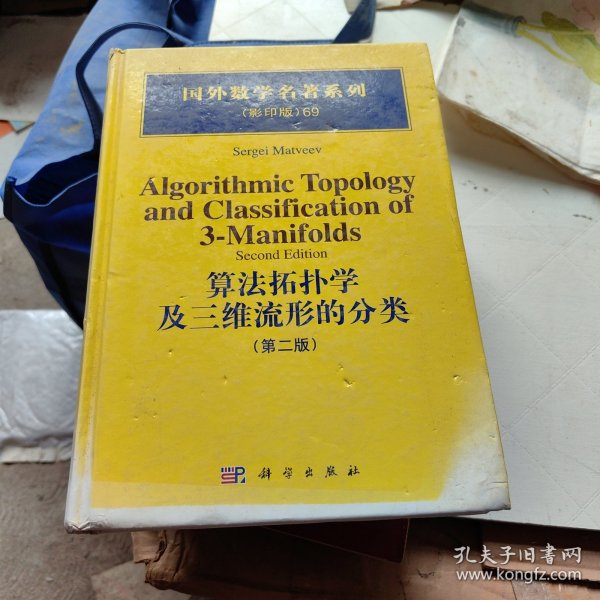 国外数学名著系列
（影印版）69
Sergei Matveev
Algorithmic Topology
and Classification of
3-Manifolds
Second Edition
算法拓扑学
及三维流形的分类
（第二版）
SP 科学出版社
孔夫子旧书网
www.kongfz.com